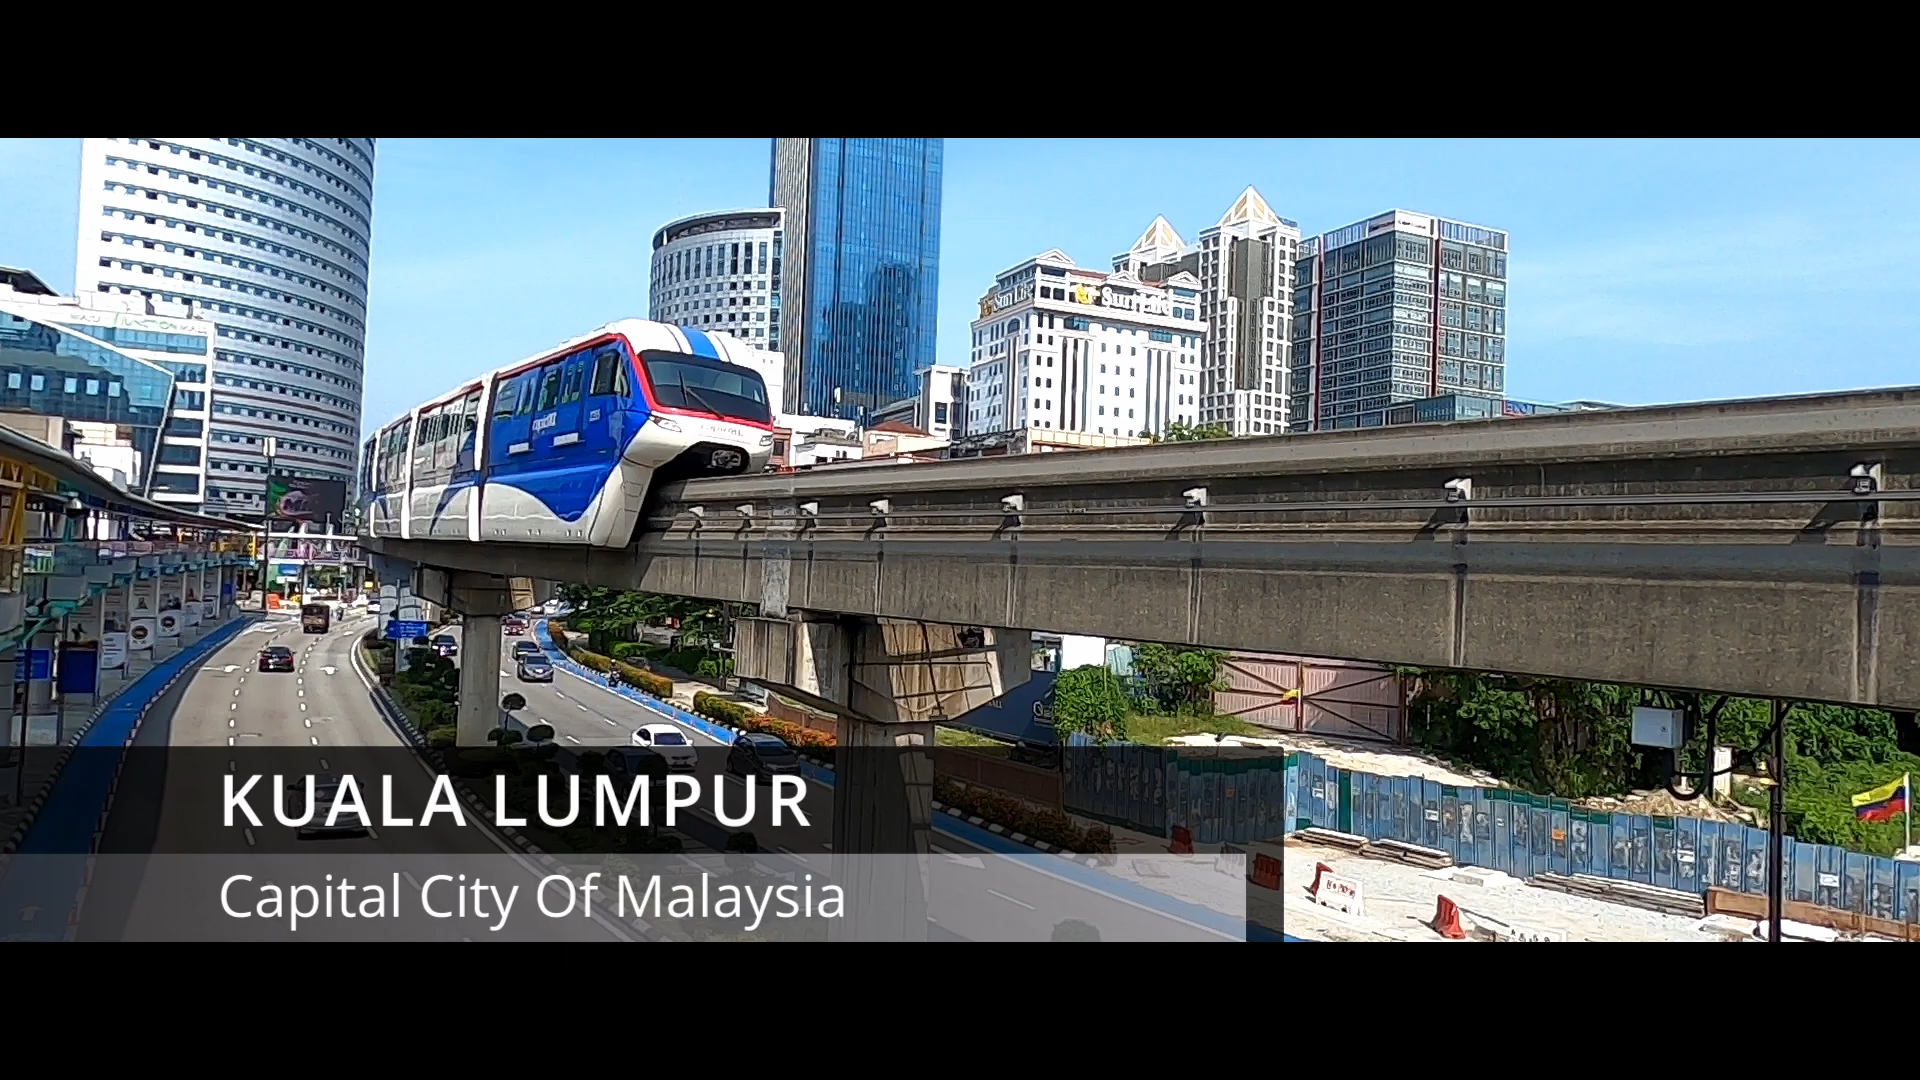 Sun Life
Sun Life
KUALA LUMPUR
Capital City Of Malaysia